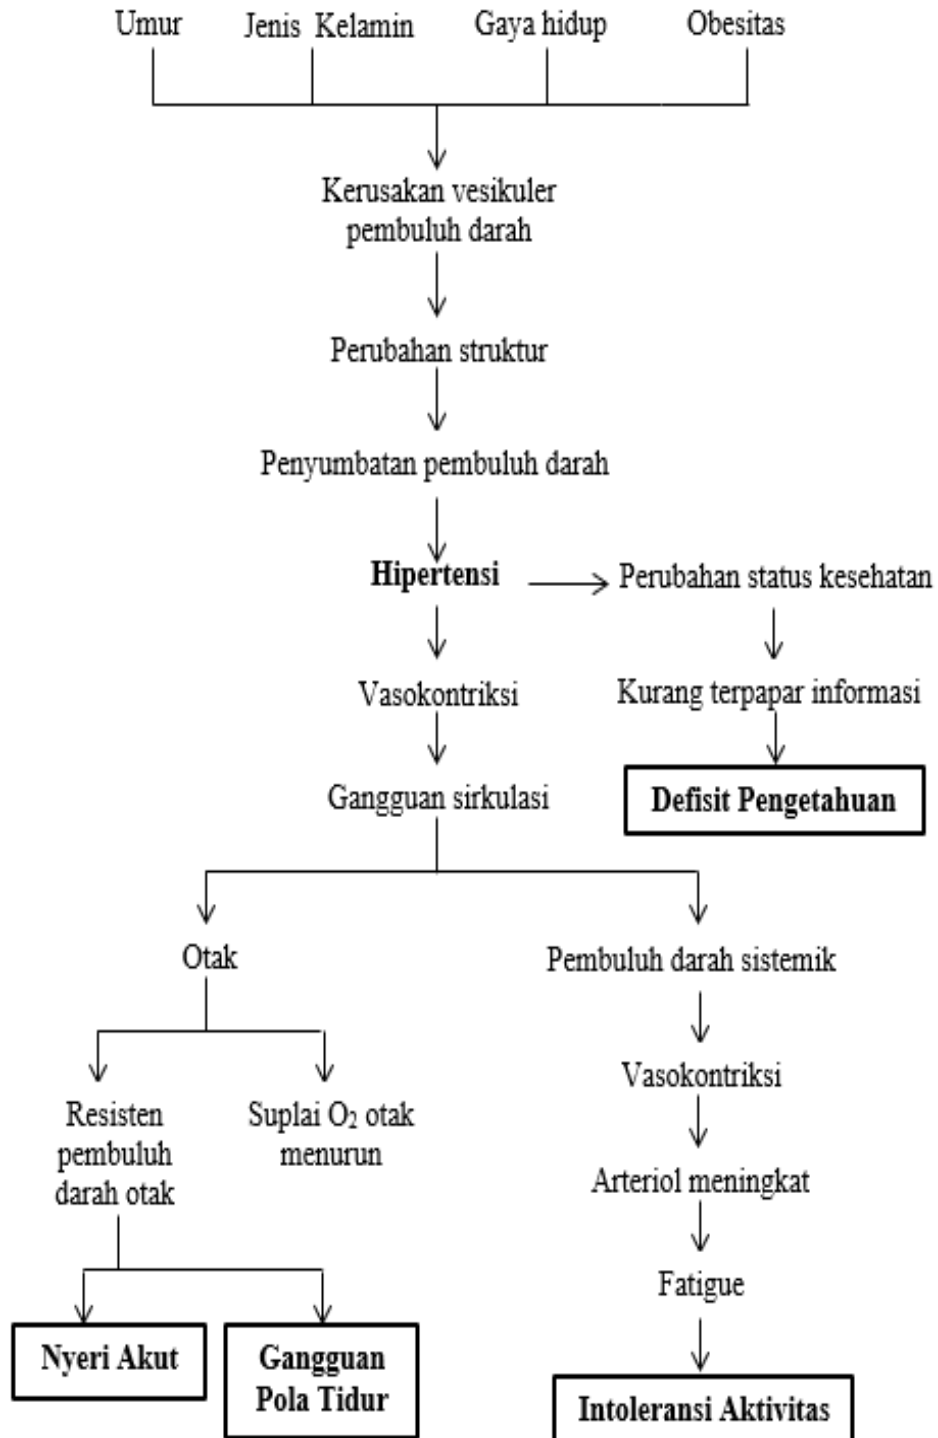 Umur
Jenis Kelamin
Gaya hidup
Obesitas
Kerusakan vesikuler
pembuluh darah
Perubahan struktur
Penyumbatan pembuluh darah
Hipertensi
Perubahan status kesehatan
Vasokontriksi
Kurang terpapar informasi
Gangguan sirkulasi
Defisit Pengetahuan
Otak
Pembuluh darah sistemik
Resisten
pembuluh
darah otak
Suplai O₂ otak
menurun
Vasokontriksi
Arteriol meningkat
Fatigue
Nyeri Akut
Gangguan
Pola Tidur
Intoleransi Aktivitas